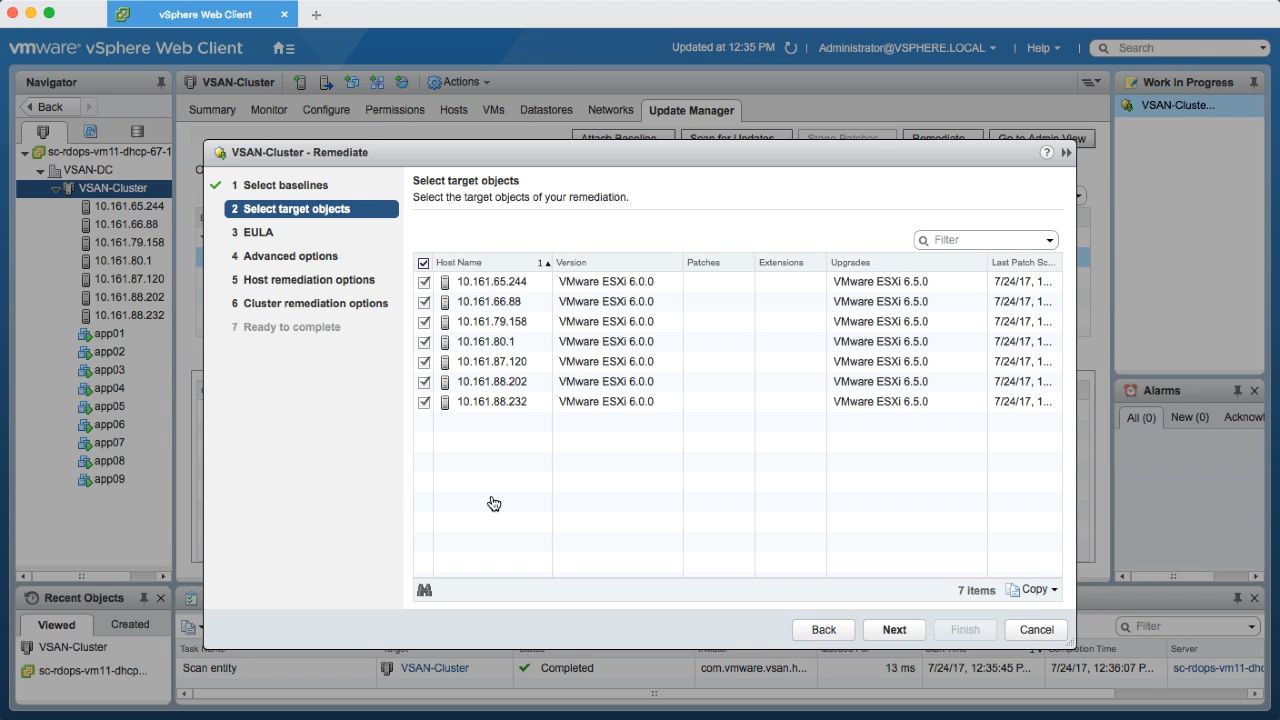 vSphere Web Client
vmware® vSphere Web Client
Updated at 12:35 PM
Administrator@VSPHERE.LOCAL
Help
Search
Navigator
Back
sc-rdops-vm11-dhcp-67-1
VSAN-DC
VSAN-Cluster
10.161.65.244
10.161.66.88
10.161.79.158
10.161.80.1
10.161.87.120
10.161.88.202
10.161.88.232
app01
app02
app03
app04
app05
app06
app07
app08
app09
VSAN-Cluster
Actions
Summary Monitor Configure Permissions Hosts VMs Datastores Networks Update Manager
Attach Baseline... Scan for Updates... Stage Patches... Remediate... Go to Admin View
VSAN-Cluster - Remediate
1 Select baselines
2 Select target objects
3 EULA
4 Advanced options
5 Host remediation options
6 Cluster remediation options
7 Ready to complete
Select target objects
Select the target objects of your remediation.
Filter
Host Name 1 Version Patches Extensions Upgrades Last Patch Sc...
10.161.65.244 VMware ESXi 6.0.0 VMware ESXi 6.5.0 7/24/17, 1...
10.161.66.88 VMware ESXi 6.0.0 VMware ESXi 6.5.0 7/24/17, 1...
10.161.79.158 VMware ESXi 6.0.0 VMware ESXi 6.5.0 7/24/17, 1...
10.161.80.1 VMware ESXi 6.0.0 VMware ESXi 6.5.0 7/24/17, 1...
10.161.87.120 VMware ESXi 6.0.0 VMware ESXi 6.5.0 7/24/17, 1...
10.161.88.202 VMware ESXi 6.0.0 VMware ESXi 6.5.0 7/24/17, 1...
10.161.88.232 VMware ESXi 6.0.0 VMware ESXi 6.5.0 7/24/17, 1...
7 items Copy
Back Next Finish Cancel
Work In Progress
VSAN-Cluste...
Alarms
All (0) New (0) Acknowl
Recent Objects
Viewed Created
VSAN-Cluster
sc-rdops-vm11-dhcp...
Filter
Server
Scan entity VSAN-Cluster Completed com.vmware.vsan.h... 13 ms 7/24/17, 12:35:45 P... 7/24/17, 12:36:07 P... sc-rdops-vm11-dhc